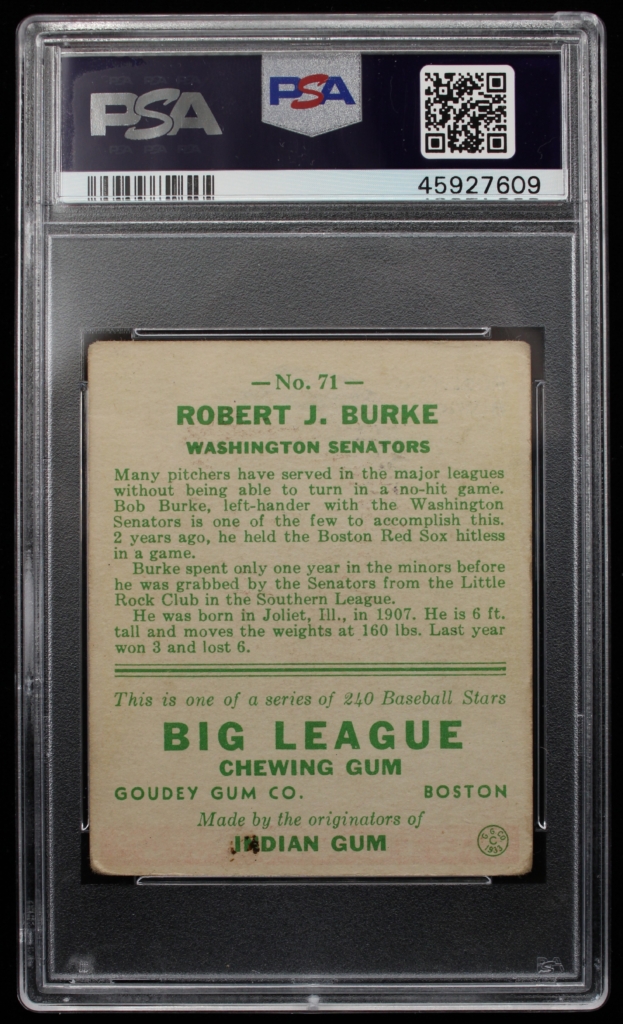 PSA
PSA
45927609
— No. 71 —
ROBERT J. BURKE
WASHINGTON SENATORS
Many pitchers have served in the major leagues
without being able to turn in a no-hit game.
Bob Burke, left-hander with the Washington
Senators is one of the few to accomplish this.
2 years ago, he held the Boston Red Sox hitless
in a game.
Burke spent only one year in the minors before
he was grabbed by the Senators from the Little
Rock Club in the Southern League.
He was born in Joliet, Ill., in 1907. He is 6 ft.
tall and moves the weights at 160 lbs. Last year
won 3 and lost 6.
This is one of a series of 240 Baseball Stars
BIG LEAGUE
CHEWING GUM
GOUDEY GUM CO. BOSTON
Made by the originators of
INDIAN GUM
G G CO
C
1933